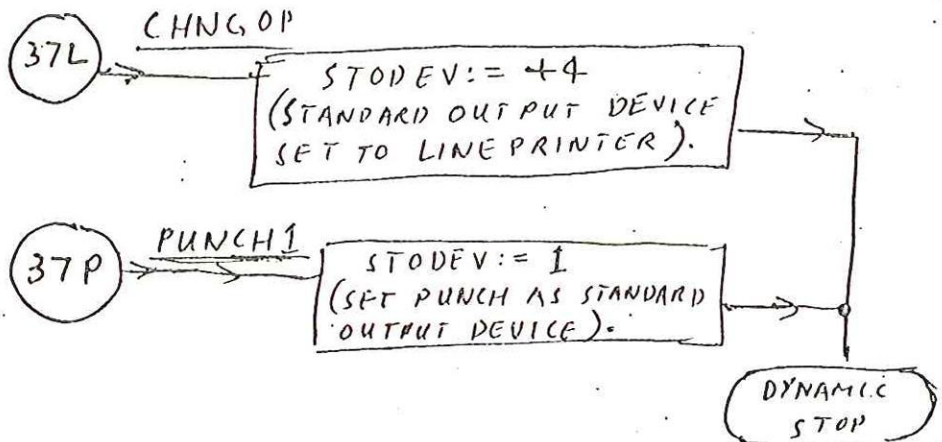 CHNGOP
37L
STODEV:= +4
(STANDARD OUTPUT DEVICE
SET TO LINEPRINTER).
PUNCH1
37P
STODEV:= 1
(SET PUNCH AS STANDARD
OUTPUT DEVICE).
DYNAMIC
STOP